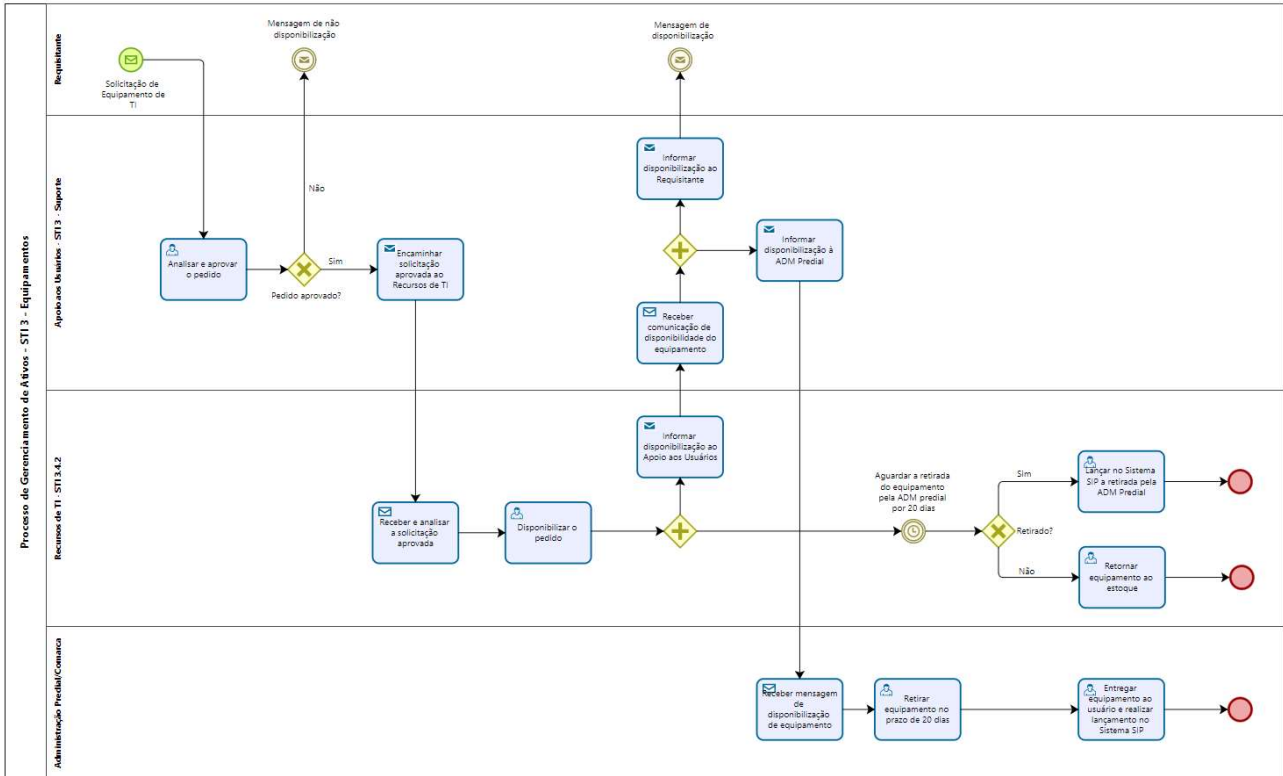 Processo de Gerenciamento de Ativos - STI 3 - Equipamentos
Requisitante
Solicitação de
Equipamento de
TI
Mensagem de não
disponibilização
Mensagem de
disponibilização
Apoio aos Usuários - STI 3 - Suporte
Analisar e aprovar
o pedido
Não
Pedido aprovado?
Sim
Encaminhar
solicitação
aprovada ao
Recursos de TI
Informar
disponibilização ao
Requisitante
Informar
disponibilização à
ADM Predial
Receber
comunicação de
disponibilidade do
equipamento
Recursos de TI - STI 3.4.2
Receber e analisar
a solicitação
aprovada
Disponibilizar o
pedido
Informar
disponibilização ao
Apoio aos Usuários
Aguardar a retirada
do equipamento
pela ADM predial
por 20 dias
Retirado?
Sim
Lançar no Sistema
SIP a retirada pela
ADM Predial
Não
Retornar
equipamento ao
estoque
Administração Predial/Comarca
Receber mensagem
de
disponibilização
de equipamento
Retirar
equipamento no
prazo de 20 dias
Entregar
equipamento ao
usuário e realizar
lançamento no
Sistema SIP